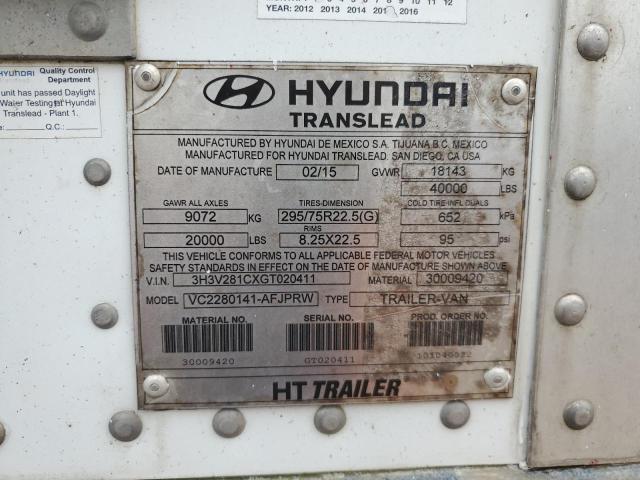 YEAR: 2012 2013 2014 2016
HYUNDAI
Translead
Quality Control
Department
unit has passed Daylight
Water Testing at Hyundai
Translead - Plant 1.
Q.C.:
HYUNDAI
TRANSLEAD
MANUFACTURED BY HYUNDAI DE MEXICO S.A. TIJUANA B.C. MEXICO
MANUFACTURED FOR HYUNDAI TRANSLEAD. SAN DIEGO, CA USA
DATE OF MANUFACTURE 02/15 GVWR 18143 KG
40000 LBS
GAWR ALL AXLES TIRES-DIMENSION COLD TIRE-INFL DUALS
9072 KG 295/75R22.5(G) 652 kPa
RIMS
20000 LBS 8.25X22.5 95 psi
THIS VEHICLE CONFORMS TO ALL APPLICABLE FEDERAL MOTOR VEHICLES
SAFETY STANDARDS IN EFFECT ON THE DATE OF MANUFACTURE SHOWN ABOVE
V.I.N. 3H3V281CXGT020411 MATERIAL 30009420
MODEL VC2280141-AFJPRW TYPE TRAILER-VAN
MATERIAL NO. SERIAL NO. PROD. ORDER NO.
30009420 GT020411
HT TRAILER